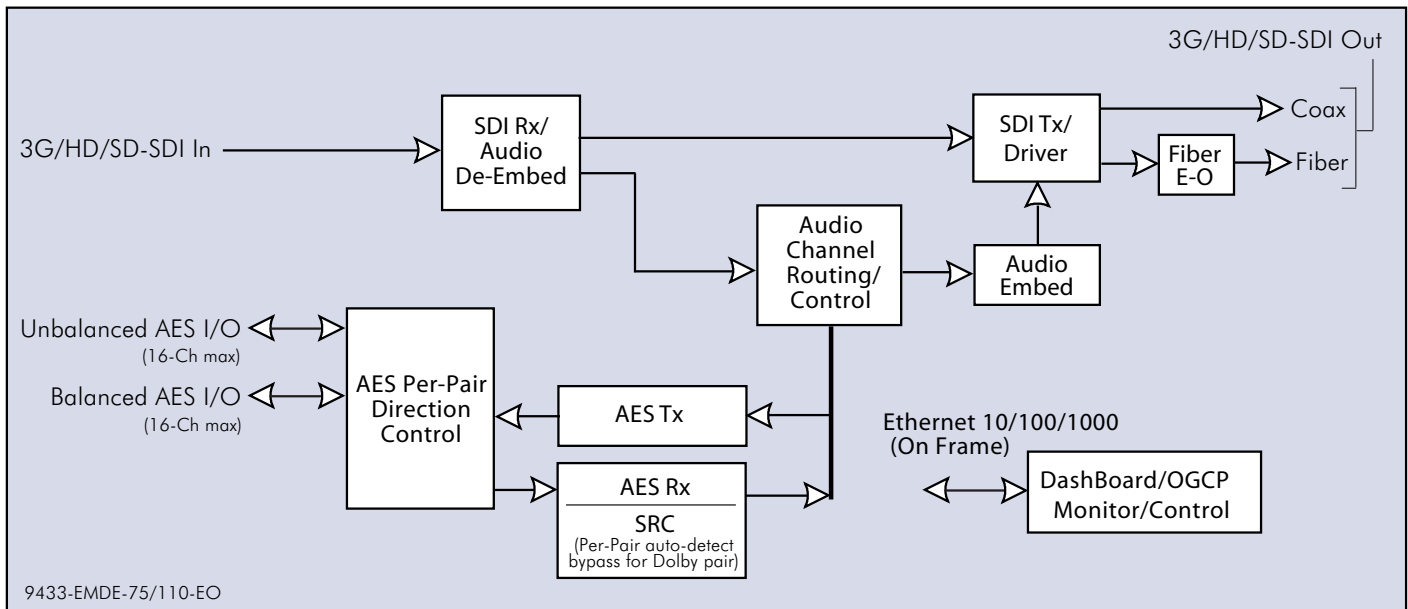 3G/HD/SD-SDI Out
3G/HD/SD-SDI In
SDI Rx/
Audio
De-Embed
SDI Tx/
Driver
Coax
Fiber
E-O
Fiber
Audio
Channel
Routing/
Control
Audio
Embed
Unbalanced AES I/O
(16-Ch max)
Balanced AES I/O
(16-Ch max)
AES Per-Pair
Direction
Control
AES Tx
AES Rx
SRC
(Per-Pair auto-detect
bypass for Dolby pair)
Ethernet 10/100/1000
(On Frame)
DashBoard/OGCP
Monitor/Control
9433-EMDE-75/110-EO